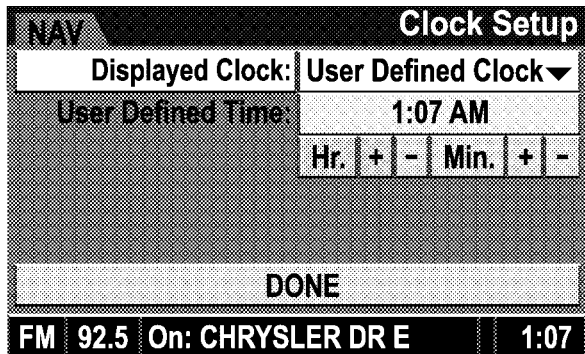 NAV Clock Setup
Displayed Clock: User Defined Clock
User Defined Time: 1:07 AM
Hr. + - Min. + -
DONE
FM 92.5 On: CHRYSLER DR E 1:07